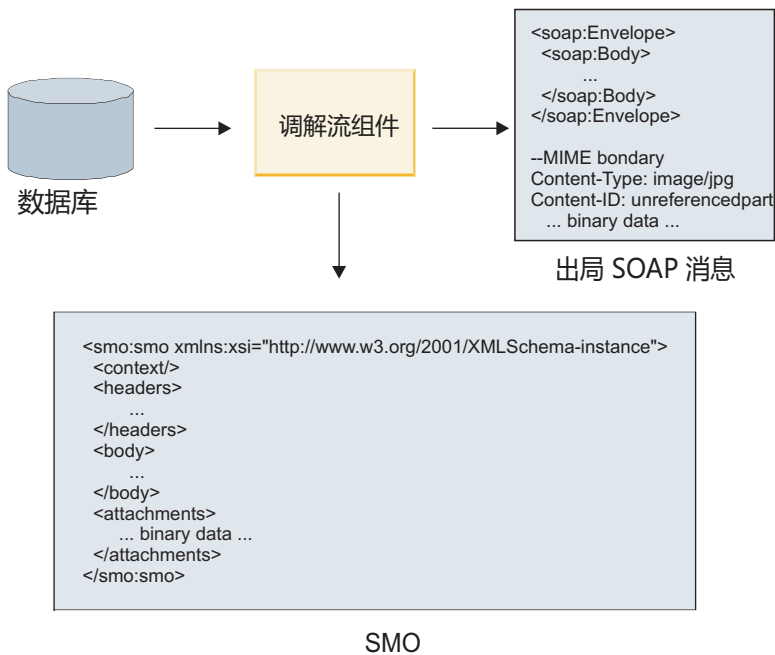 数据库
调解流组件
<soap:Envelope>
<soap:Body>
...
</soap:Body>
</soap:Envelope>
--MIME bondary
Content-Type: image/jpg
Content-ID: unreferencedpart
... binary data ...
出局 SOAP 消息
<smo:smo xmlns:xsi="http://www.w3.org/2001/XMLSchema-instance">
<context/>
<headers>
...
</headers>
<body>
...
</body>
<attachments>
... binary data ...
</attachments>
</smo:smo>
SMO